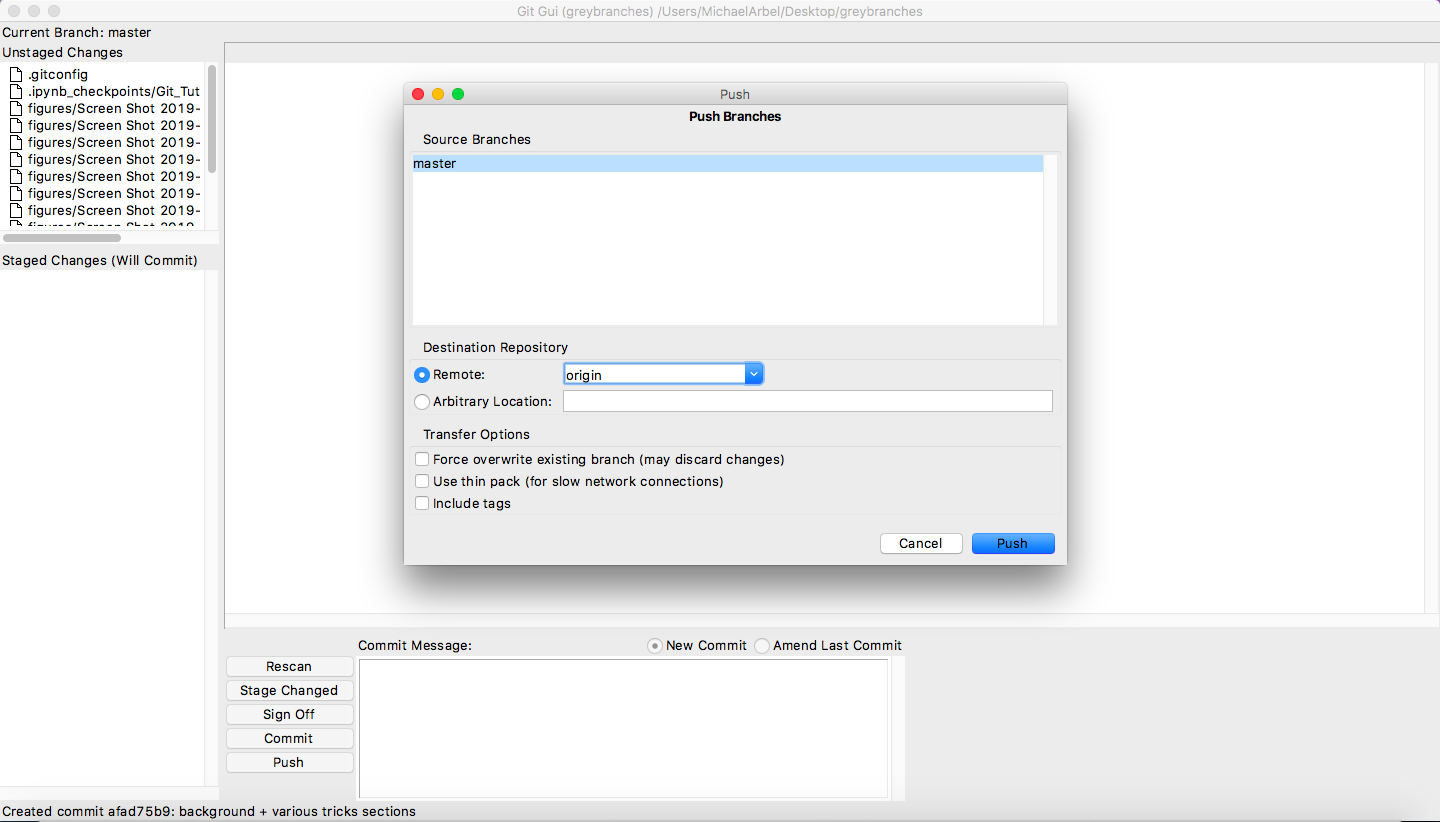 Git Gui (greybranches) /Users/MichaelArbel/Desktop/greybranches
Current Branch: master
Unstaged Changes
.gitconfig
.ipynb_checkpoints/Git_Tut
figures/Screen Shot 2019-
figures/Screen Shot 2019-
figures/Screen Shot 2019-
figures/Screen Shot 2019-
figures/Screen Shot 2019-
figures/Screen Shot 2019-
figures/Screen Shot 2019-
figures/Screen Shot 2019-
Staged Changes (Will Commit)
Push
Push Branches
Source Branches
master
Destination Repository
Remote: origin
Arbitrary Location:
Transfer Options
Force overwrite existing branch (may discard changes)
Use thin pack (for slow network connections)
Include tags
Cancel Push
Commit Message: New Commit Amend Last Commit
Rescan
Stage Changed
Sign Off
Commit
Push
Created commit afad75b9: background + various tricks sections